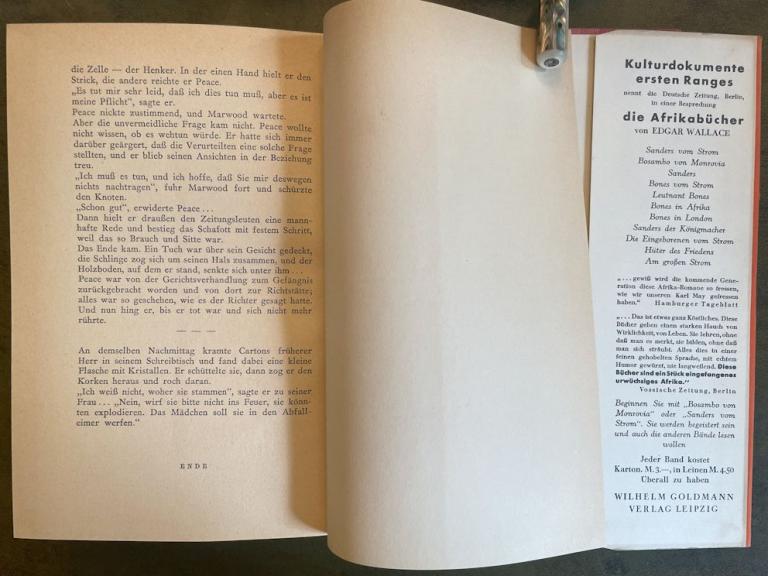 die Zelle — der Henker. In der einen Hand hielt er den
Strick, die andere reichte er Peace.
„Es tut mir sehr leid, daß ich dies tun muß, aber es ist
meine Pflicht“, sagte er.
Peace nickte zustimmend, und Marwood wartete.
Aber die unvermeidliche Frage kam nicht. Peace wollte
nicht wissen, ob es wehtun würde. Er hatte sich immer
darüber geärgert, daß die Verurteilten eine solche Frage
stellten, und er blieb seinen Ansichten in der Beziehung
treu.
„Ich muß es tun, und ich hoffe, daß Sie mir deswegen
nichts nachtragen“, fuhr Marwood fort und schürzte
den Knoten.
„Schon gut“, erwiderte Peace ...
Dann hielt er draußen den Zeitungsleuten eine mann-
hafte Rede und bestieg das Schafott mit festem Schritt,
weil das so Brauch und Sitte war.
Das Ende kam. Ein Tuch war über sein Gesicht gedeckt,
die Schlinge zog sich um seinen Hals zusammen, und der
Holzboden, auf dem er stand, senkte sich unter ihm ...
Peace war von der Gerichtsverhandlung zum Gefängnis
zurückgebracht worden und von dort zur Richtstätte;
alles war so geschehen, wie es der Richter gesagt hatte.
Und nun hing er, bis er tot war und sich nicht mehr
rührte.
— — —
An demselben Nachmittag kramte Cartons früherer
Herr in seinem Schreibtisch und fand dabei eine kleine
Flasche mit Kristallen. Er schüttelte sie, dann zog er den
Korken heraus und roch daran.
„Ich weiß nicht, woher sie stammen“, sagte er zu seiner
Frau ... „Nein, wirf sie bitte nicht ins Feuer, sie könn-
ten explodieren. Das Mädchen soll sie in den Abfall-
eimer werfen.“
ENDE
Kulturdokumente
ersten Ranges
nennt die Deutsche Zeitung, Berlin,
in einer Besprechung
die Afrikabücher
von EDGAR WALLACE
Sanders vom Strom
Bosambo von Monrovia
Sanders
Bones vom Strom
Leutnant Bones
Bones in Afrika
Bones in London
Sanders der Königmacher
Die Eingeborenen vom Strom
Hüter des Friedens
Am großen Strom
„... gewiß wird die kommende Gene-
ration diese Afrika-Romane so fressen,
wie wir unseren Karl May gefressen
haben.“ Hamburger Tageblatt
„... Das ist etwas ganz Köstliches. Diese
Bücher geben einen starken Hauch von
Wirklichkeit, von Leben. Sie lehren, ohne
daß man es merkt, sie bilden, ohne daß
man sich sträubt. Alles dies in einer
feinen gehobelten Sprache, mit echtem
Humor gewürzt, nie langweilend. Diese
Bücher sind ein Stück eingefangenes
urwüchsiges Afrika.“
Vossische Zeitung, Berlin
Beginnen Sie mit „Bosambo von
Monrovia“ oder „Sanders vom
Strom“. Sie werden begeistert sein
und auch die anderen Bände lesen
wollen
Jeder Band kostet
Karton. M. 3.—, in Leinen M. 4.50
Überall zu haben
WILHELM GOLDMANN
VERLAG LEIPZIG